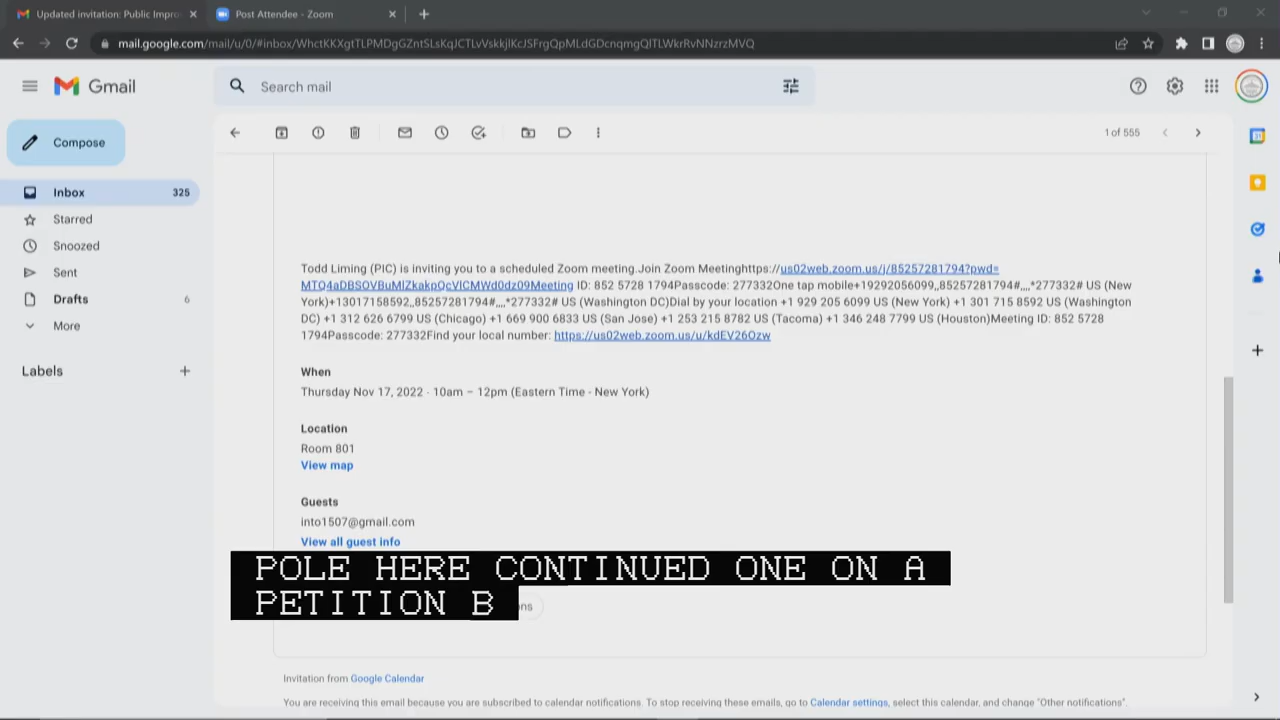 Updated invitation: Public Impro
Post Attendee - Zoom
mail.google.com/mail/u/0/#inbox/WhctKKXgtTLPMDgGZntSLsKqJCTLvVskkjlKcJSFrgQpMLdGDcnqmgQlTLWkrRvNNzrzMVQ
Gmail
Search mail
Compose
1 of 555
Inbox 325
Starred
Snoozed
Sent
Drafts 6
More
Labels
Todd Liming (PIC) is inviting you to a scheduled Zoom meeting.Join Zoom Meetinghttps://us02web.zoom.us/j/85257281794?pwd=
MTQ4aDBSOVBuMlZkakpQcVlCMWd0dz09Meeting ID: 852 5728 1794Passcode: 277332One tap mobile+19292056099,,85257281794#,,,,*277332# US (New
York)+13017158592,,85257281794#,,,,*277332# US (Washington DC)Dial by your location +1 929 205 6099 US (New York) +1 301 715 8592 US (Washington
DC) +1 312 626 6799 US (Chicago) +1 669 900 6833 US (San Jose) +1 253 215 8782 US (Tacoma) +1 346 248 7799 US (Houston)Meeting ID: 852 5728
1794Passcode: 277332Find your local number: https://us02web.zoom.us/u/kdEV26Ozw
When
Thursday Nov 17, 2022 · 10am – 12pm (Eastern Time - New York)
Location
Room 801
View map
Guests
into1507@gmail.com
View all guest info
POLE HERE CONTINUED ONE ON A
PETITION B
ns
Invitation from Google Calendar
You are receiving this email because you are subscribed to calendar notifications. To stop receiving these emails, go to Calendar settings, select this calendar, and change "Other notifications".